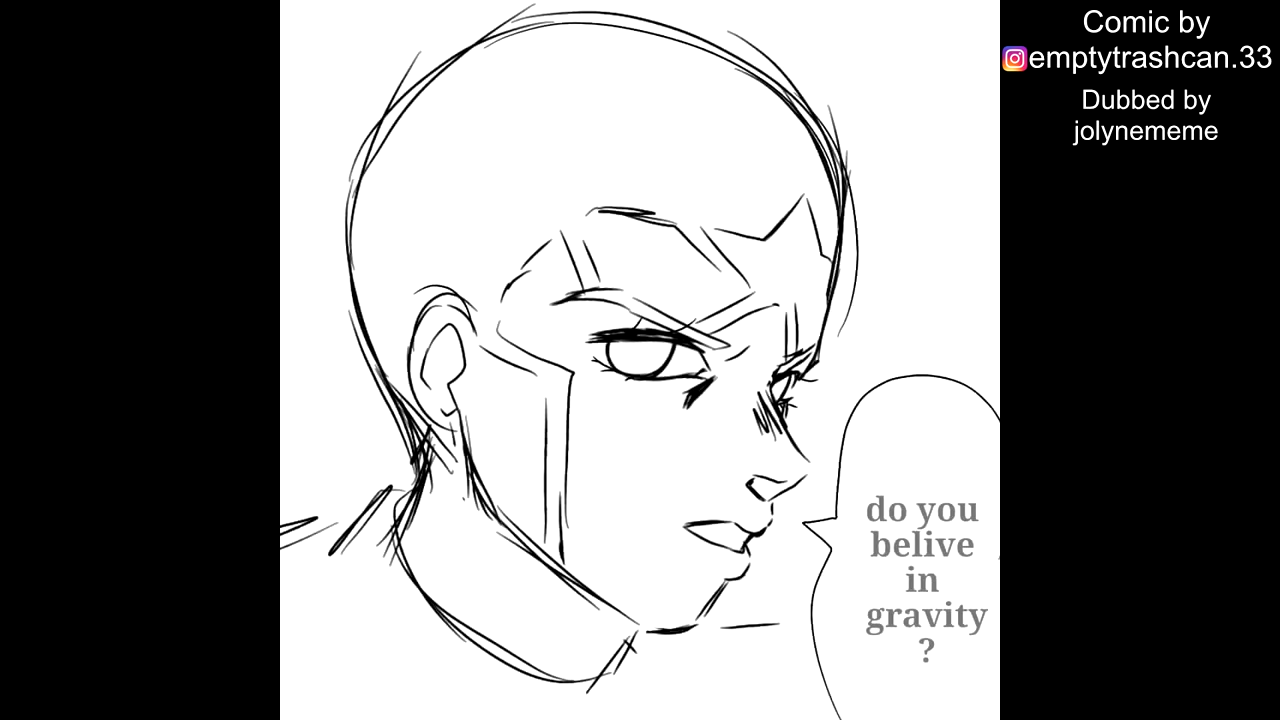 Comic by
emptytrashcan.33
Dubbed by
jolynememe
do you
belive
in
gravity
?